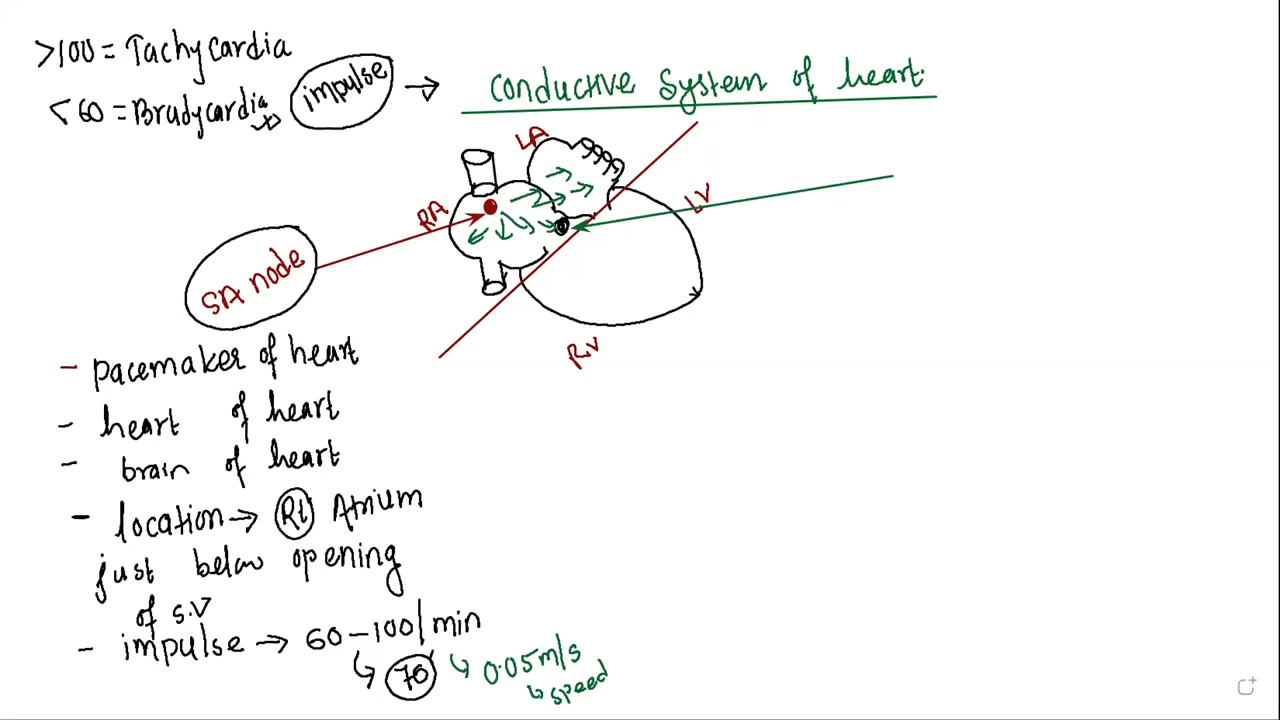 >100 = Tachycardia
<60 = Bradycardia
impulse →
Conductive System of heart
LA
RA
LV
SA node
RV
- pacemaker of heart
- heart of heart
- brain of heart
- location → Rt Atrium
just below opening
of S.V
- impulse → 60-100/min
70
0.05m/s
speed